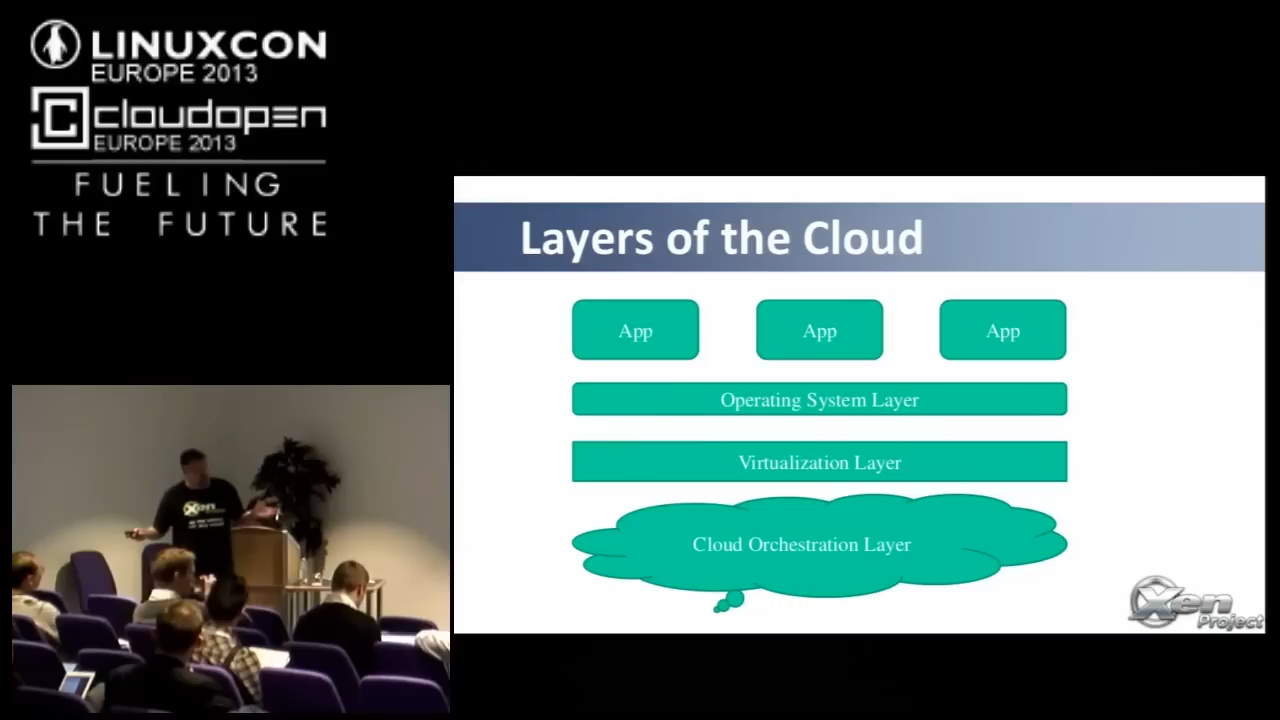 LINUXCON
EUROPE 2013
cloudopen
EUROPE 2013
FUELING
THE FUTURE
Layers of the Cloud
App App App
Operating System Layer
Virtualization Layer
Cloud Orchestration Layer
Xen
Project
Xen